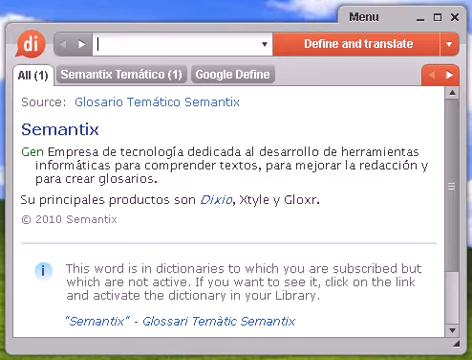 Menu
di
Define and translate
All (1)
Semantix Temático (1)
Google Define
Source: Glosario Temático Semantix
Semantix
Gen Empresa de tecnología dedicada al desarrollo de herramientas
informáticas para comprender textos, para mejorar la redacción y
para crear glosarios.
Su principales productos son Dixio, Xtyle y Gloxr.
© 2010 Semantix
i
This word is in dictionaries to which you are subscribed but
which are not active. If you want to see it, click on the link
and activate the dictionary in your Library.
"Semantix" - Glossari Temàtic Semantix